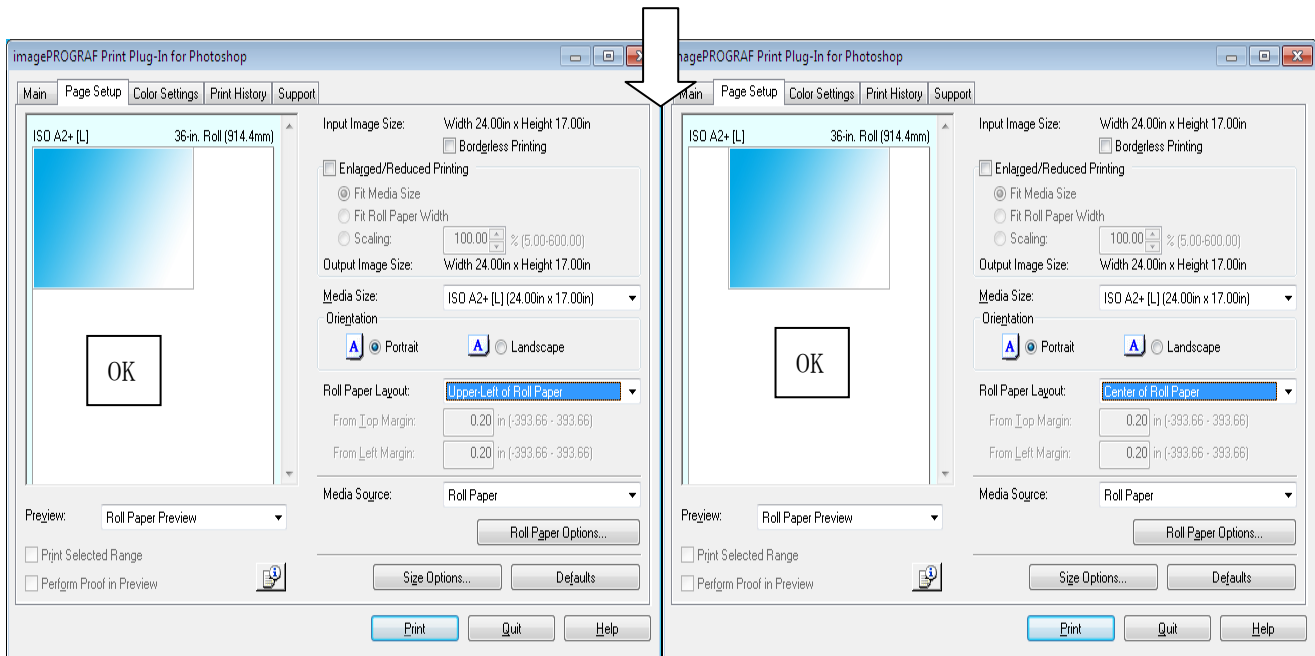 imagePROGRAF Print Plug-In for Photoshop
Main Page Setup Color Settings Print History Support
ISO A2+ [L] 36-in. Roll (914.4mm)
OK
Preview: Roll Paper Preview
Print Selected Range
Perform Proof in Preview
Input Image Size: Width 24.00in x Height 17.00in
Borderless Printing
Enlarged/Reduced Printing
Fit Media Size
Fit Roll Paper Width
Scaling: 100.00 % (5.00-600.00)
Output Image Size: Width 24.00in x Height 17.00in
Media Size: ISO A2+ [L] (24.00in x 17.00in)
Orientation
A Portrait A Landscape
Roll Paper Layout: Upper-Left of Roll Paper
From Top Margin: 0.20 in (-393.66 - 393.66)
From Left Margin: 0.20 in (-393.66 - 393.66)
Media Source: Roll Paper
Roll Paper Options...
Size Options... Defaults
Print Quit Help
magePROGRAF Print Plug-In for Photoshop
Main Page Setup Color Settings Print History Support
ISO A2+ [L] 36-in. Roll (914.4mm)
OK
Preview: Roll Paper Preview
Print Selected Range
Perform Proof in Preview
Input Image Size: Width 24.00in x Height 17.00in
Borderless Printing
Enlarged/Reduced Printing
Fit Media Size
Fit Roll Paper Width
Scaling: 100.00 % (5.00-600.00)
Output Image Size: Width 24.00in x Height 17.00in
Media Size: ISO A2+ [L] (24.00in x 17.00in)
Orientation
A Portrait A Landscape
Roll Paper Layout: Center of Roll Paper
From Top Margin: 0.20 in (-393.66 - 393.66)
From Left Margin: 0.20 in (-393.66 - 393.66)
Media Source: Roll Paper
Roll Paper Options...
Size Options... Defaults
Print Quit Help